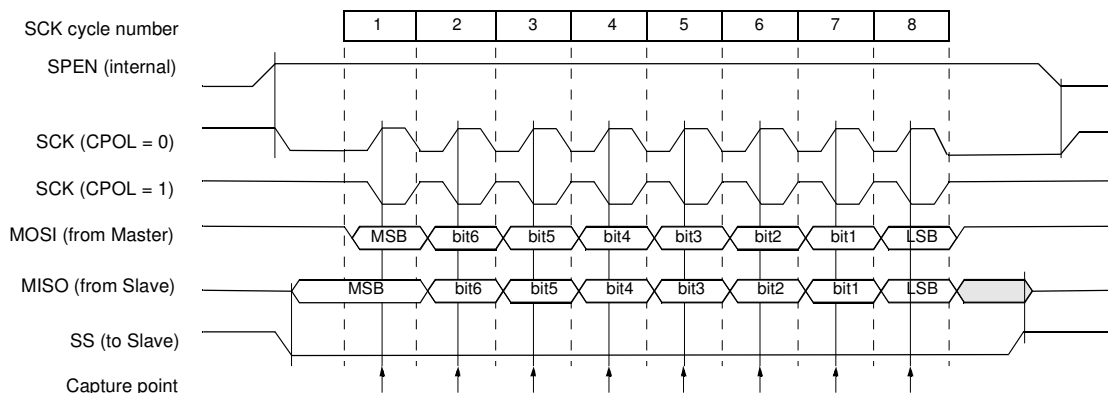 SCK cycle number 1 2 3 4 5 6 7 8
SPEN (internal)
SCK (CPOL = 0)
SCK (CPOL = 1)
MOSI (from Master) MSB bit6 bit5 bit4 bit3 bit2 bit1 LSB
MISO (from Slave) MSB bit6 bit5 bit4 bit3 bit2 bit1 LSB
SS (to Slave)
Capture point